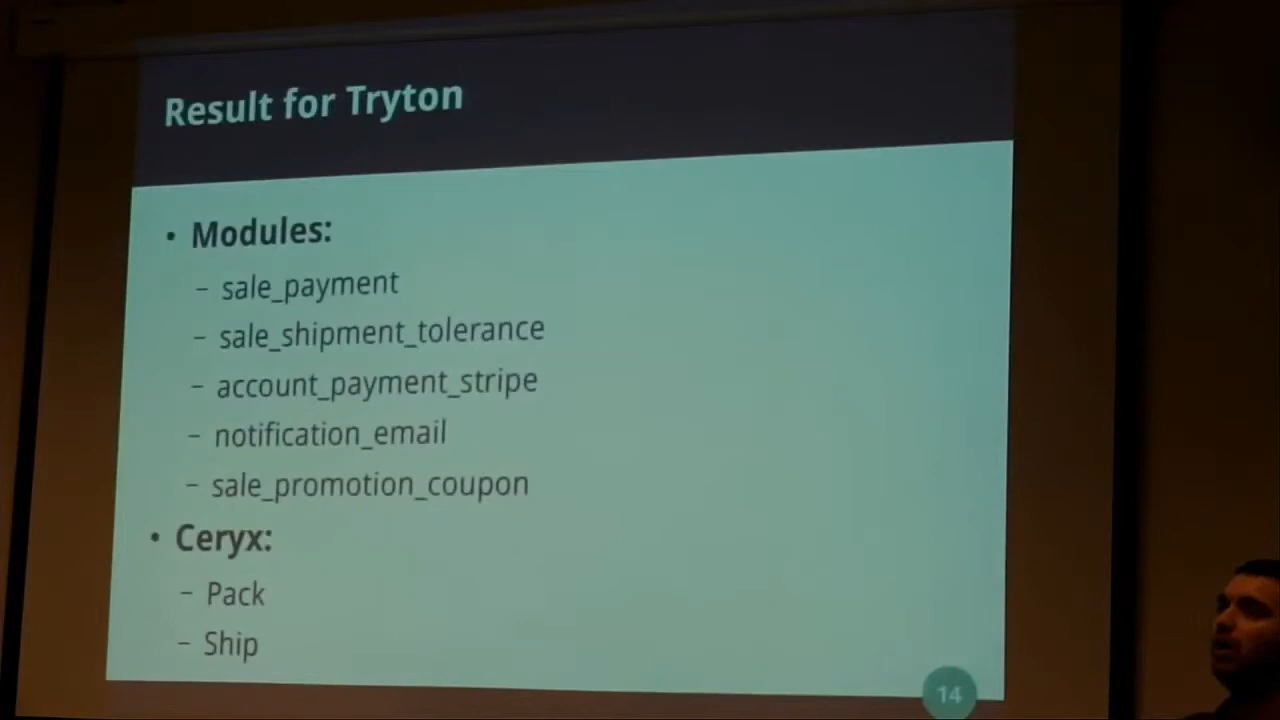 Result for Tryton
• Modules:
– sale_payment
– sale_shipment_tolerance
– account_payment_stripe
– notification_email
– sale_promotion_coupon
• Ceryx:
– Pack
– Ship
14